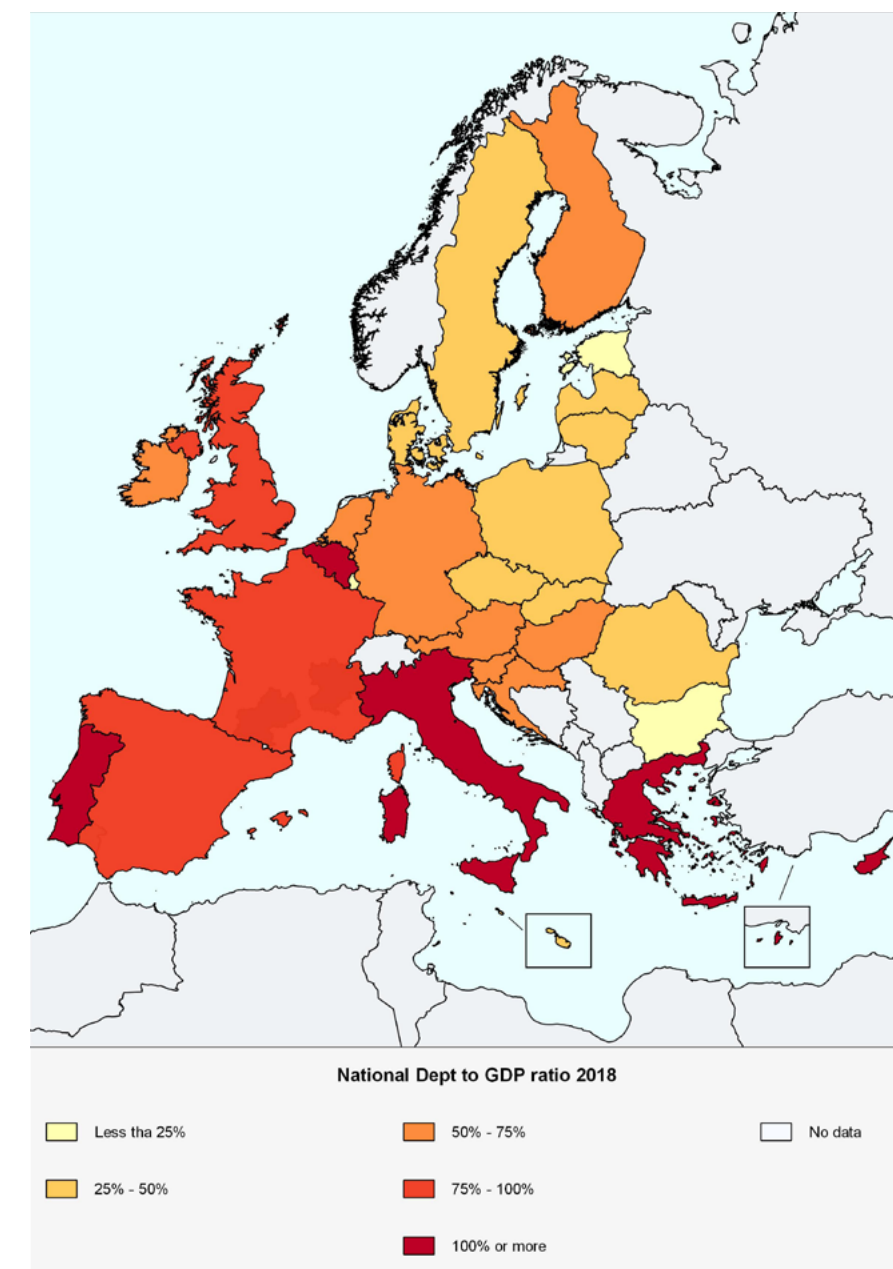 National Dept to GDP ratio 2018
Less tha 25%
50% - 75%
No data
25% - 50%
75% - 100%
100% or more